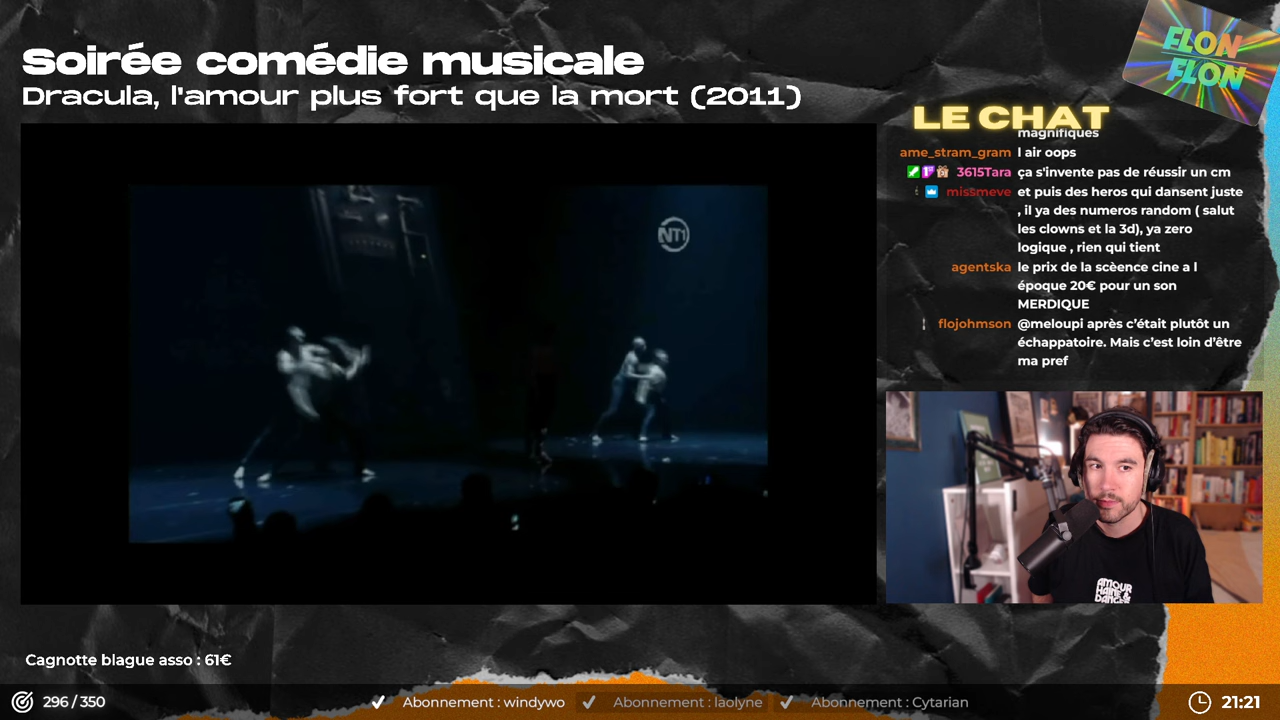 Soirée comédie musicale
Dracula, l'amour plus fort que la mort (2011)
FLON
FLON
LE CHAT
magnifiques
ame_stram_gram l air oops
3615Tara ça s'invente pas de réussir un cm
missmeve et puis des heros qui dansent juste
, il ya des numeros random ( salut
les clowns et la 3d), ya zero
logique , rien qui tient
agentska le prix de la scèence cine a l
époque 20€ pour un son
MERDIQUE
flojohmson @meloupi après c’était plutôt un
échappatoire. Mais c’est loin d’être
ma pref
NT1
AMOUR
HAINE &
DANGER
Cagnotte blague asso : 61€
296 / 350
Abonnement : windywo
Abonnement : laolyne
Abonnement : Cytarian
21:21